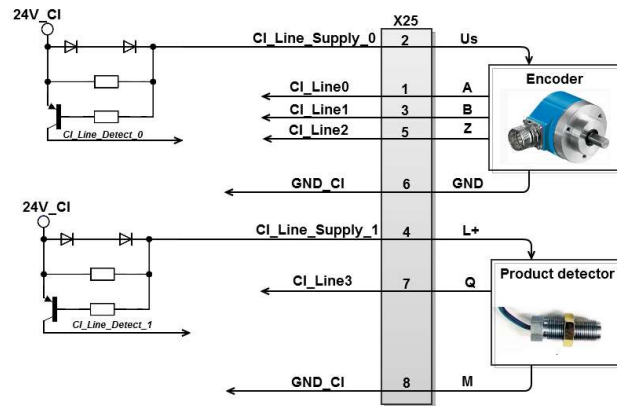 24V_CI
X25
CI_Line_Supply_0 2 Us
Encoder
CI_Line0 1 A
CI_Line1 3 B
CI_Line2 5 Z
CI_Line_Detect_0
GND_CI 6 GND
24V_CI
CI_Line_Supply_1 4 L+
Product detector
CI_Line3 7 Q
CI_Line_Detect_1
GND_CI 8 M